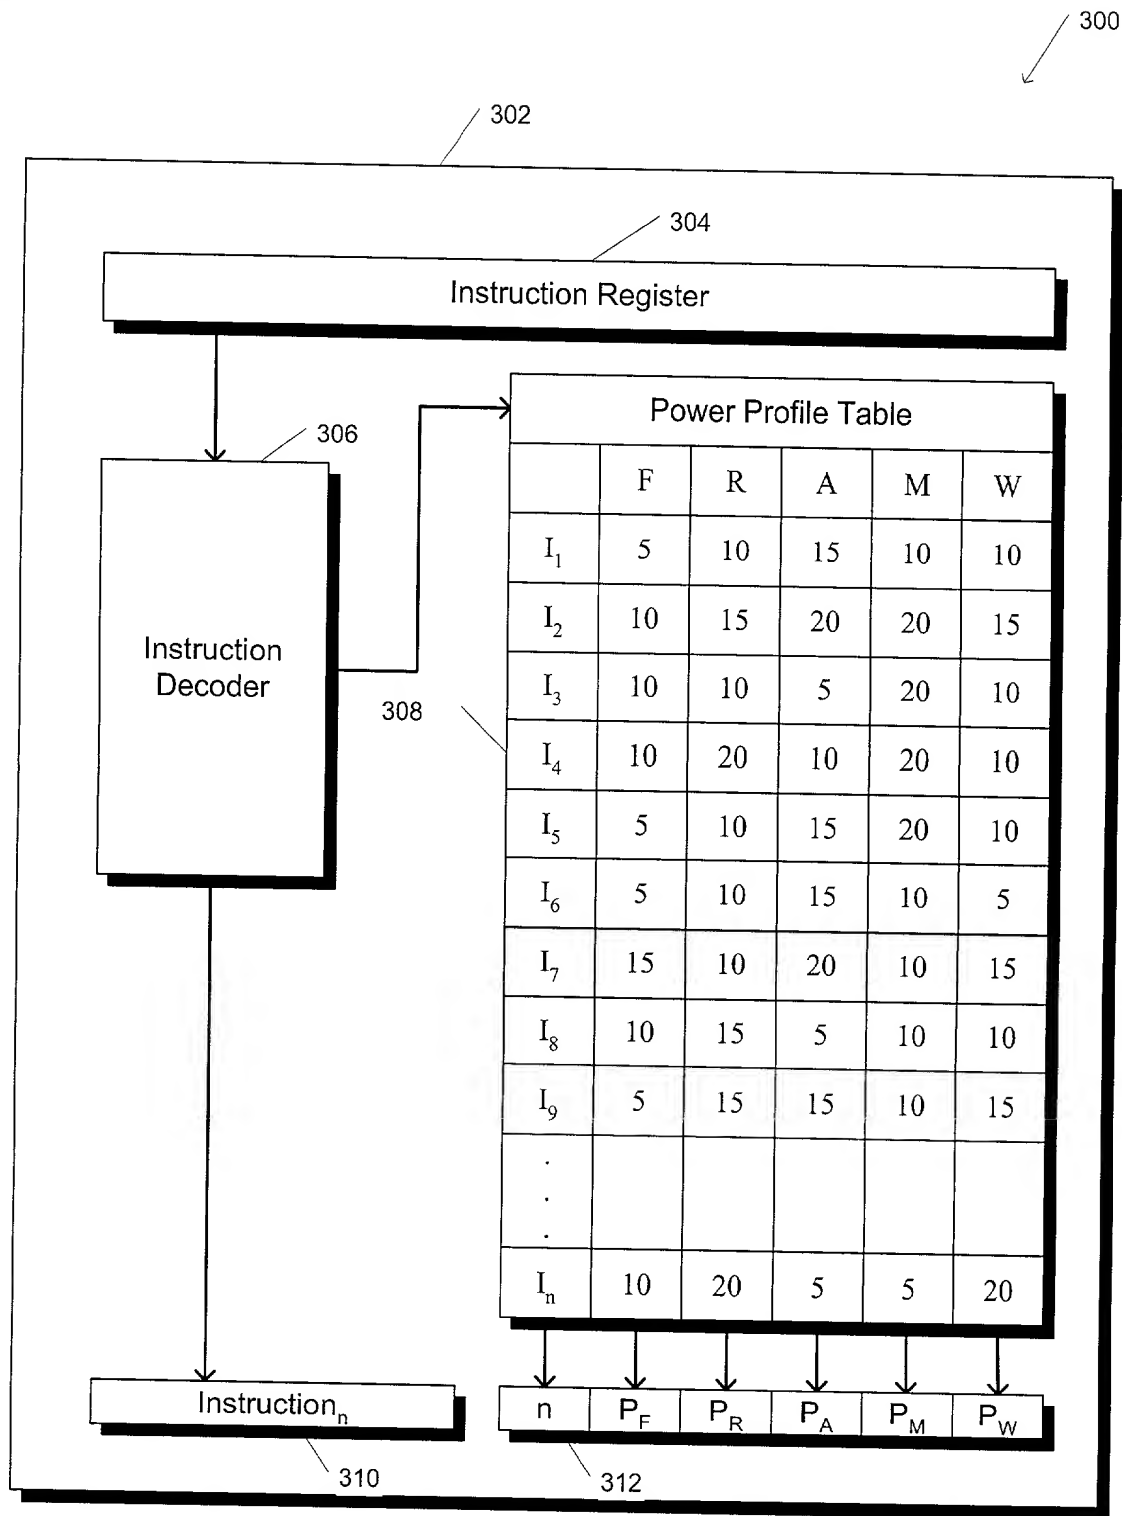 300
302
304
Instruction Register
Power Profile Table
306
F R A M W
I1 5 10 15 10 10
I2 10 15 20 20 15
Instruction
Decoder
I3 10 10 5 20 10
308
I4 10 20 10 20 10
I5 5 10 15 20 10
I6 5 10 15 10 5
I7 15 10 20 10 15
I8 10 15 5 10 10
I9 5 15 15 10 15
.
.
.
In 10 20 5 5 20
Instructionn
n PF PR PA PM PW
310
312